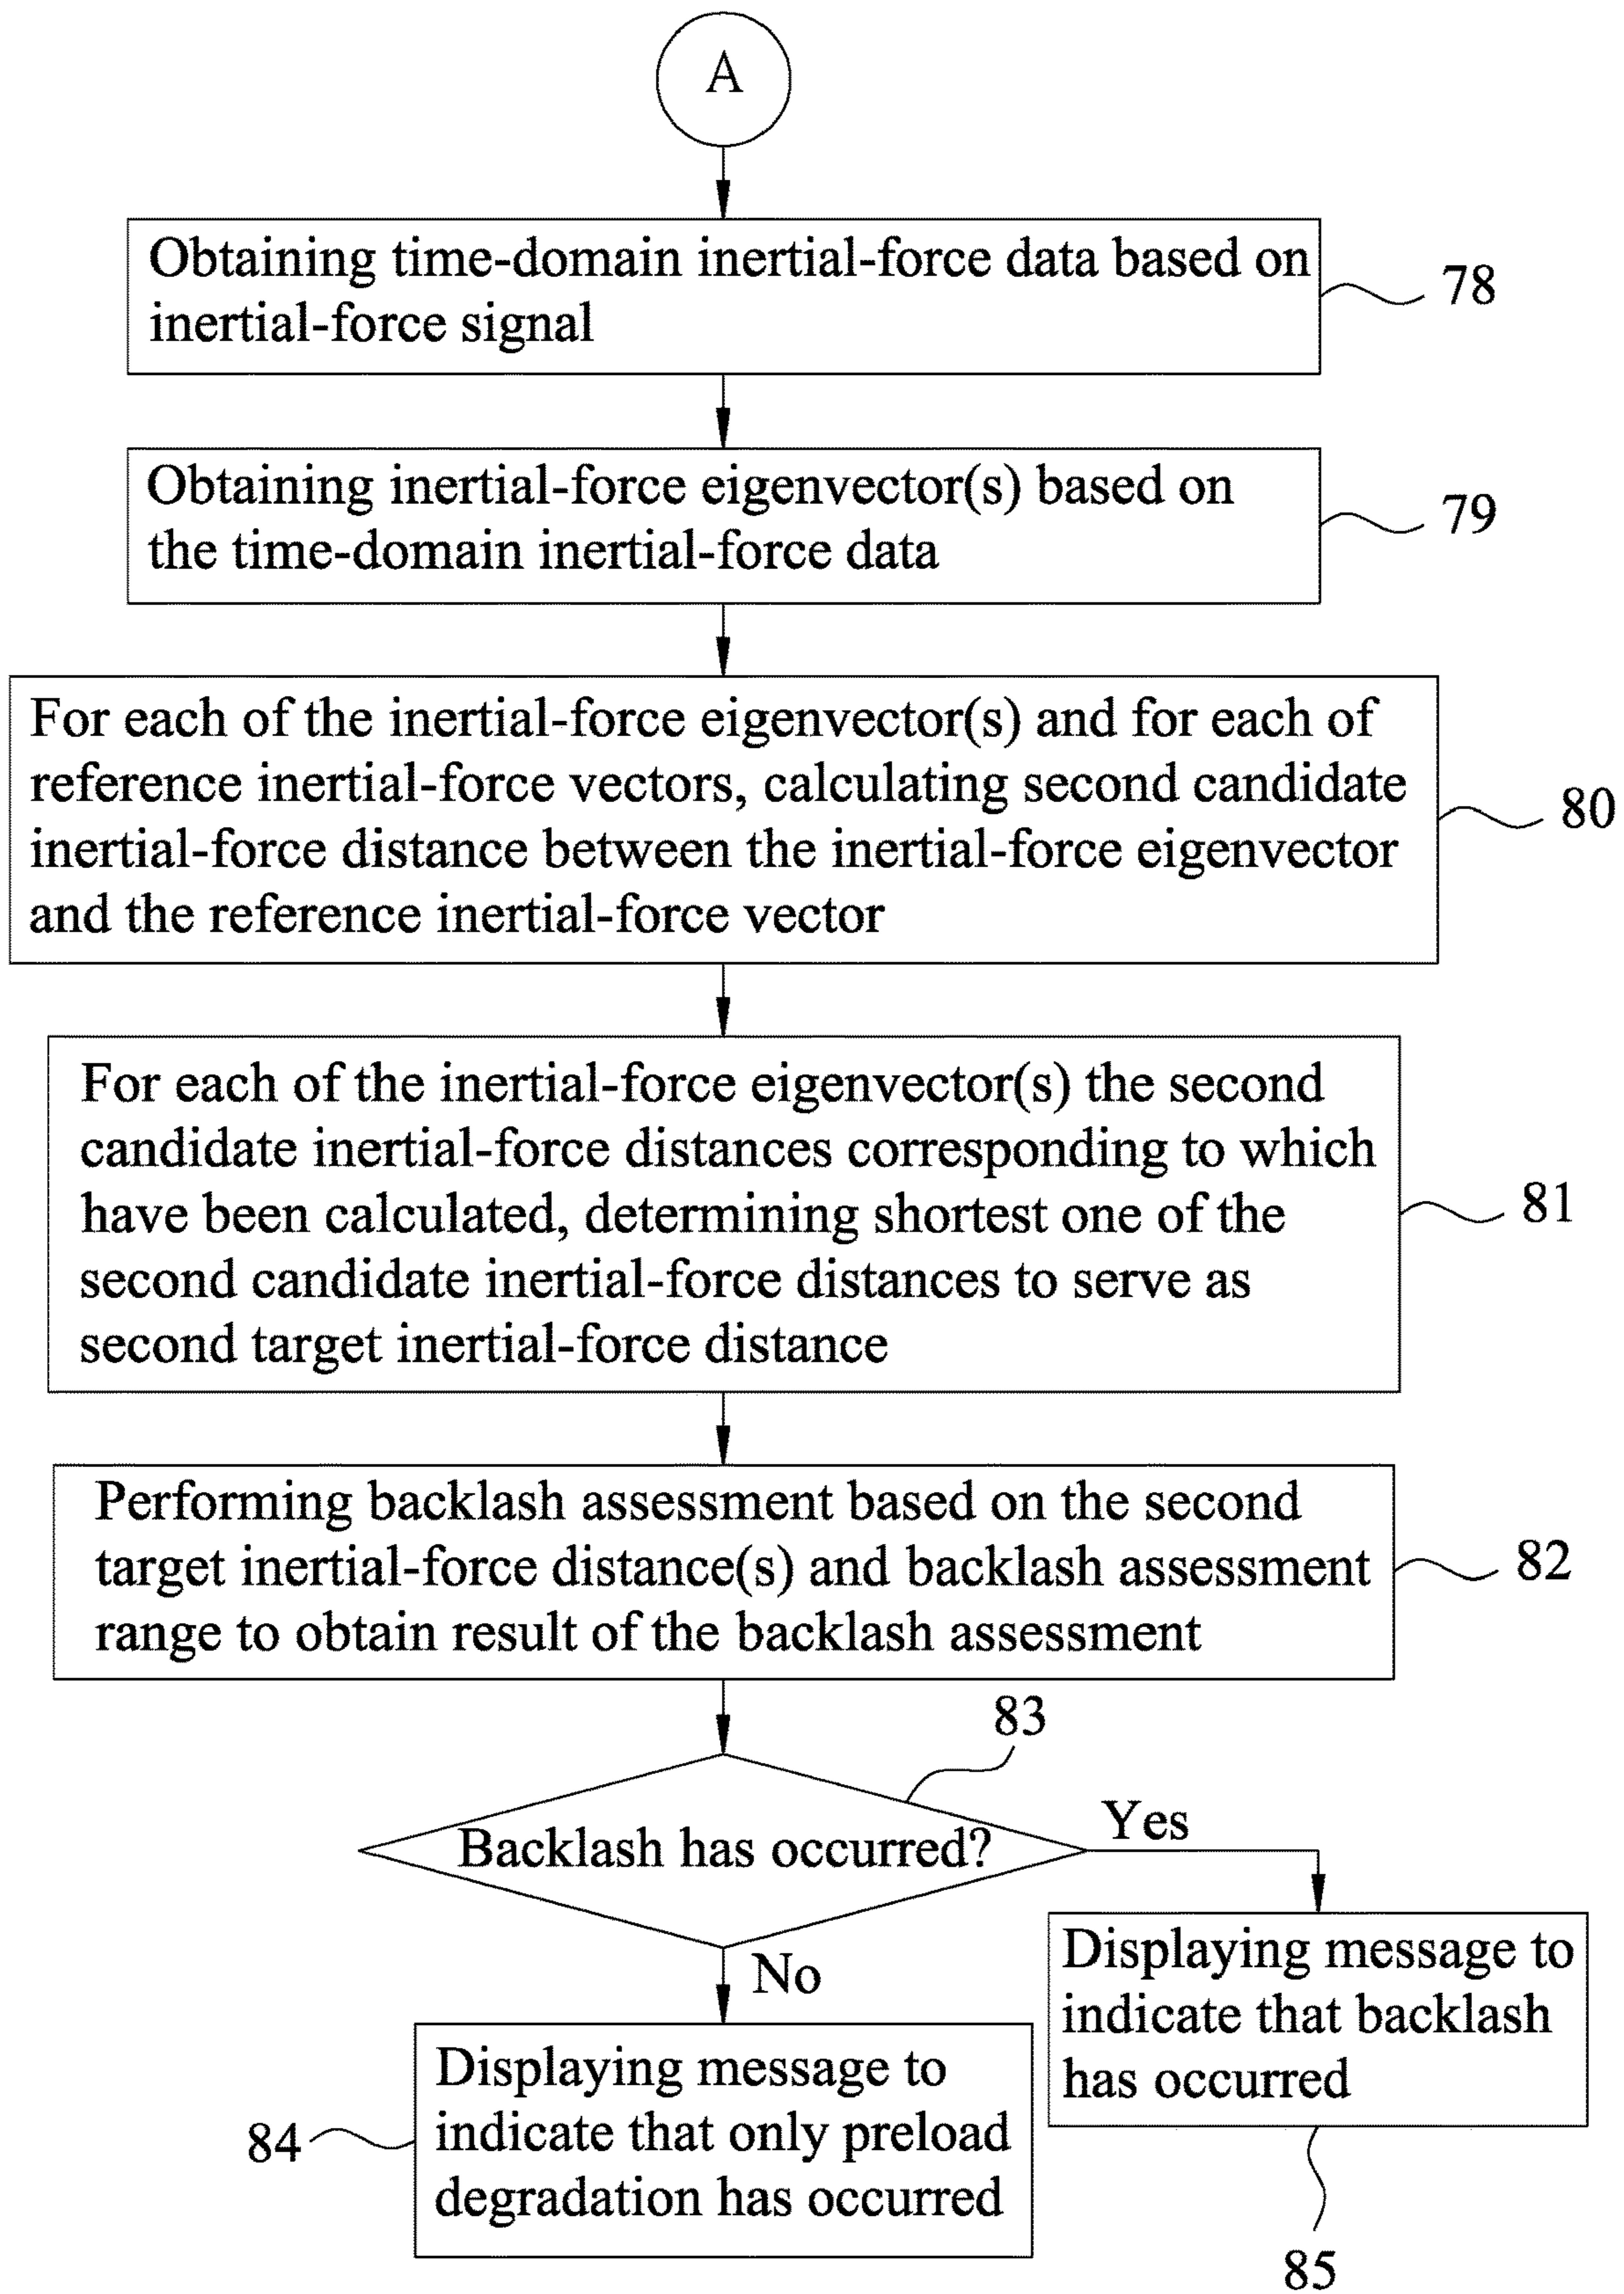 A
Obtaining time-domain inertial-force data based on
inertial-force signal
78
Obtaining inertial-force eigenvector(s) based on
the time-domain inertial-force data
79
For each of the inertial-force eigenvector(s) and for each of
reference inertial-force vectors, calculating second candidate
inertial-force distance between the inertial-force eigenvector
and the reference inertial-force vector
80
For each of the inertial-force eigenvector(s) the second
candidate inertial-force distances corresponding to which
have been calculated, determining shortest one of the
second candidate inertial-force distances to serve as
second target inertial-force distance
81
Performing backlash assessment based on the second
target inertial-force distance(s) and backlash assessment
range to obtain result of the backlash assessment
82
83
Backlash has occurred?
Yes
No
Displaying message to
indicate that backlash
has occurred
85
Displaying message to
indicate that only preload
degradation has occurred
84